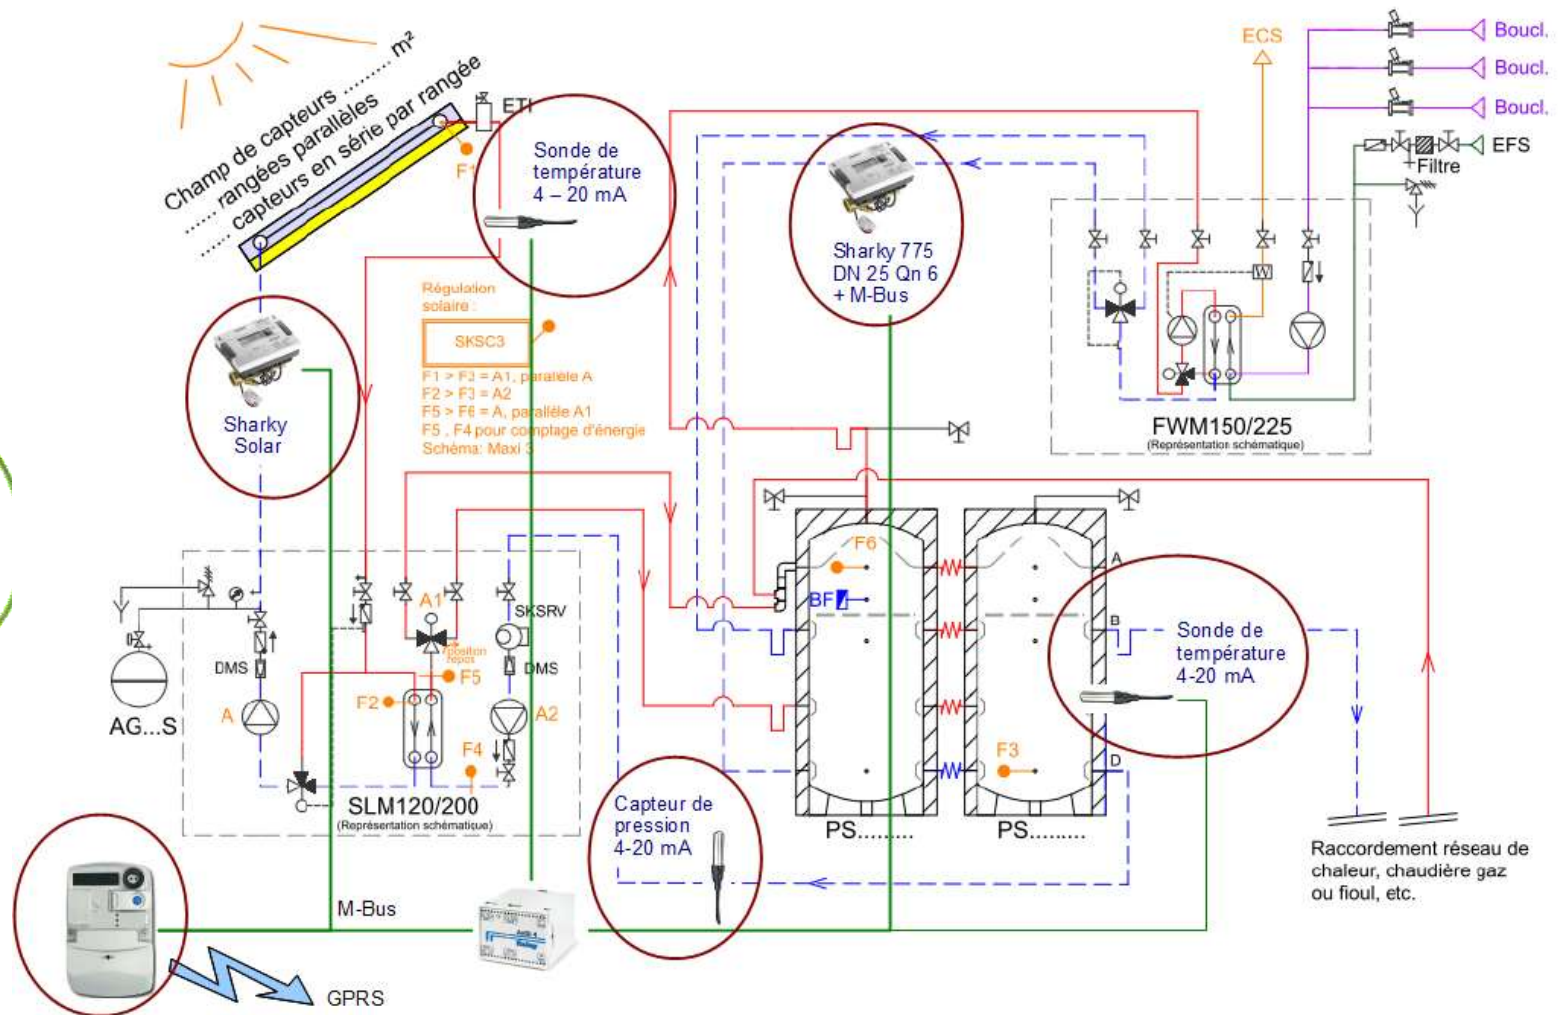 Champ de capteurs ......... m²
..... rangées parallèles
..... capteurs en série par rangée
ETI
F1
Sonde de
température
4 – 20 mA
Sharky 775
DN 25 Qn 6
+ M-Bus
ECS
Boucl.
Boucl.
Boucl.
EFS
Filtre
W
FWM150/225
(Représentation schématique)
Régulation
solaire :
SKSC3
F1 > F3 = A1, parallèle A
F2 > F3 = A2
F5 > F6 = A, parallèle A1
F5 , F4 pour comptage d'énergie
Schéma: Maxi 3
Sharky
Solar
A1
position
repos
SKSRV
DMS
DMS
F5
F2
A
A2
F4
AG...S
SLM120/200
(Représentation schématique)
F6
BF
F3
A
B
D
PS.........
PS.........
Sonde de
température
4-20 mA
Capteur de
pression
4-20 mA
Raccordement réseau de
chaleur, chaudière gaz
ou fioul, etc.
M-Bus
GPRS